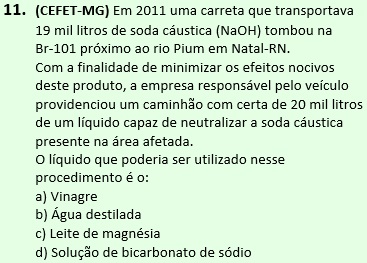 11. (CEFET-MG) Em 2011 uma carreta que transportava
19 mil litros de soda cáustica (NaOH) tombou na
Br-101 próximo ao rio Pium em Natal-RN.
Com a finalidade de minimizar os efeitos nocivos
deste produto, a empresa responsável pelo veículo
providenciou um caminhão com certa de 20 mil litros
de um líquido capaz de neutralizar a soda cáustica
presente na área afetada.
O líquido que poderia ser utilizado nesse
procedimento é o:
a) Vinagre
b) Água destilada
c) Leite de magnésia
d) Solução de bicarbonato de sódio